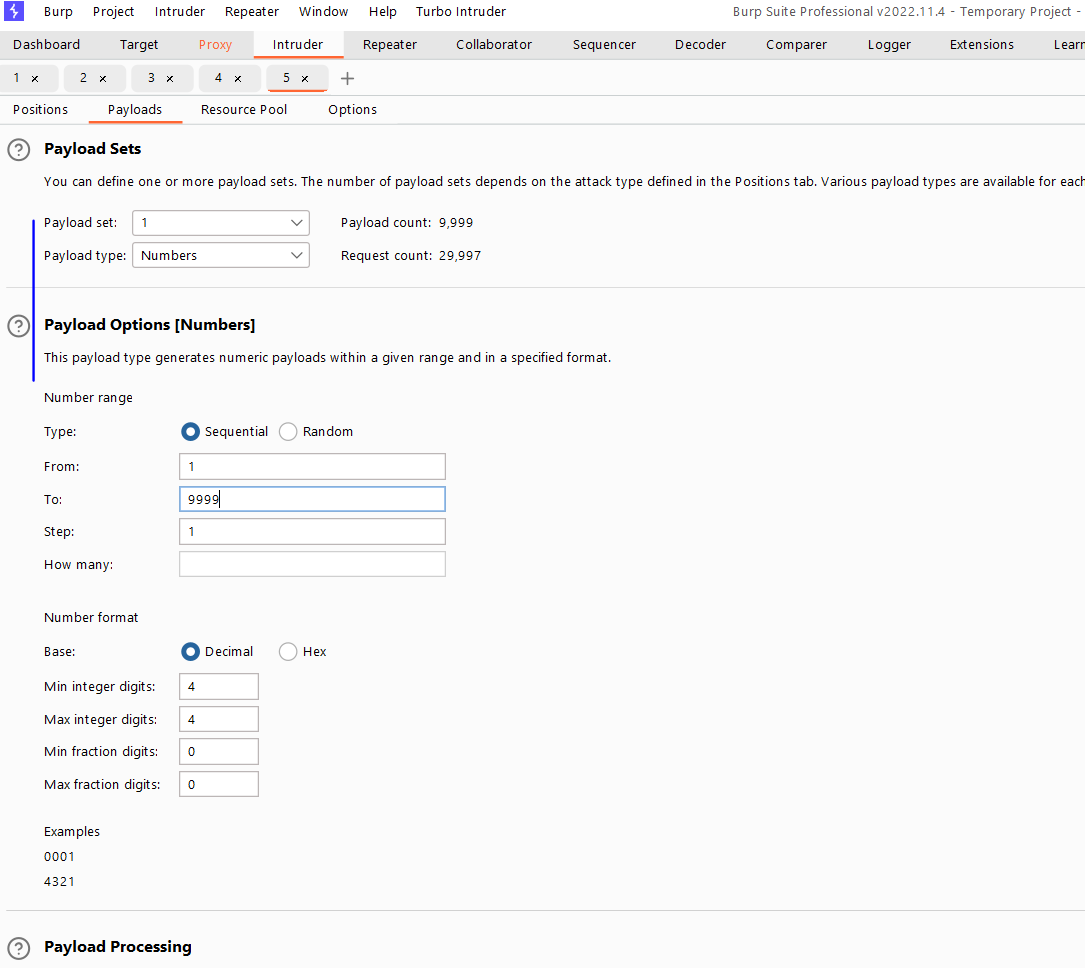 Burp Project Intruder Repeater Window Help Turbo Intruder Burp Suite Professional v2022.11.4 - Temporary Project -
Dashboard Target Proxy Intruder Repeater Collaborator Sequencer Decoder Comparer Logger Extensions Learn
1 × 2 × 3 × 4 × 5 × +
Positions Payloads Resource Pool Options
? Payload Sets
You can define one or more payload sets. The number of payload sets depends on the attack type defined in the Positions tab. Various payload types are available for each
Payload set: 1 Payload count: 9,999
Payload type: Numbers Request count: 29,997
? Payload Options [Numbers]
This payload type generates numeric payloads within a given range and in a specified format.
Number range
Type: Sequential Random
From: 1
To: 9999
Step: 1
How many:
Number format
Base: Decimal Hex
Min integer digits: 4
Max integer digits: 4
Min fraction digits: 0
Max fraction digits: 0
Examples
0001
4321
? Payload Processing